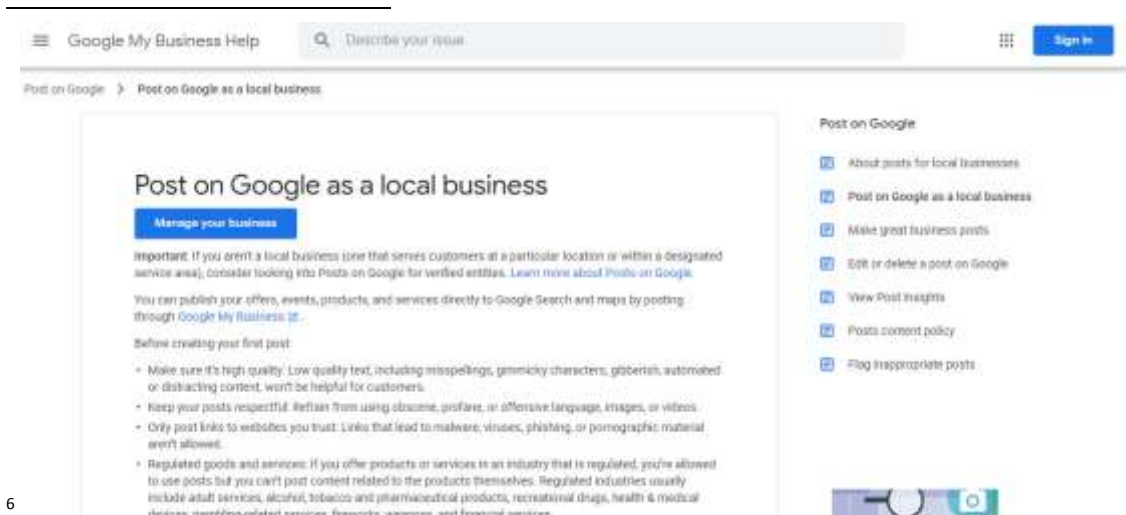 Google My Business Help
Describe your issue
Sign in
Post on Google > Post on Google as a local business
Post on Google as a local business
Manage your business
Important: If you aren't a local business (one that serves customers at a particular location or within a designated
service area), consider looking into Posts on Google for verified entities. Learn more about Posts on Google.
You can publish your offers, events, products, and services directly to Google Search and maps by posting
through Google My Business.
Before creating your first post:
• Make sure it's high quality: Low quality text, including misspellings, gimmicky characters, gibberish, automated
or distracting content, won't be helpful for customers.
• Keep your posts respectful: Refrain from using obscene, profane, or offensive language, images, or videos.
• Only post links to websites you trust: Links that lead to malware, viruses, phishing, or pornographic material
aren't allowed.
• Regulated goods and services: If you offer products or services in an industry that is regulated, you're allowed
to use posts but you can't post content related to the products themselves. Regulated industries usually
include adult services, alcohol, tobacco and pharmaceutical products, recreational drugs, health & medical
devices, gambling-related services, fireworks, weapons, and financial services.
Post on Google
About posts for local businesses
Post on Google as a local business
Make great business posts
Edit or delete a post on Google
View Post Insights
Posts content policy
Flag inappropriate posts
6